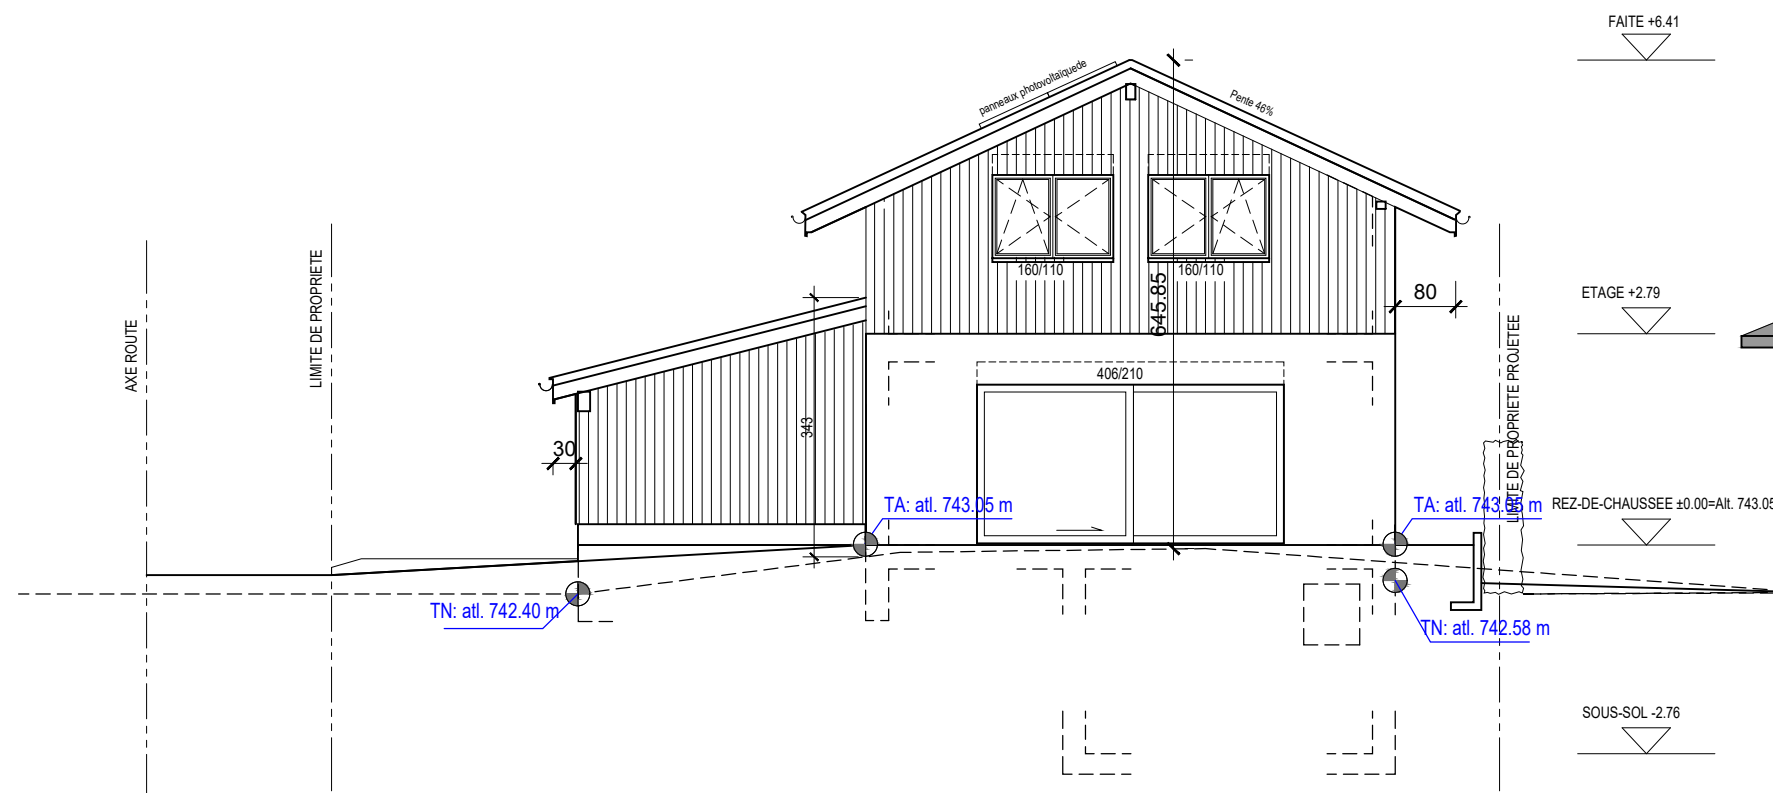 FAITE +6.41
panneaux photovoltaïquede
Pente 46%
160/110
160/110
645.85
80
ETAGE +2.79
LIMITE DE PROPRIETE
AXE ROUTE
LIMITE DE PROPRIETE PROJETEE
406/210
343
30
TA: atl. 743.05 m
TA: atl. 743.05 m
REZ-DE-CHAUSSEE ±0.00=Alt. 743.05
TN: atl. 742.40 m
TN: atl. 742.58 m
SOUS-SOL -2.76